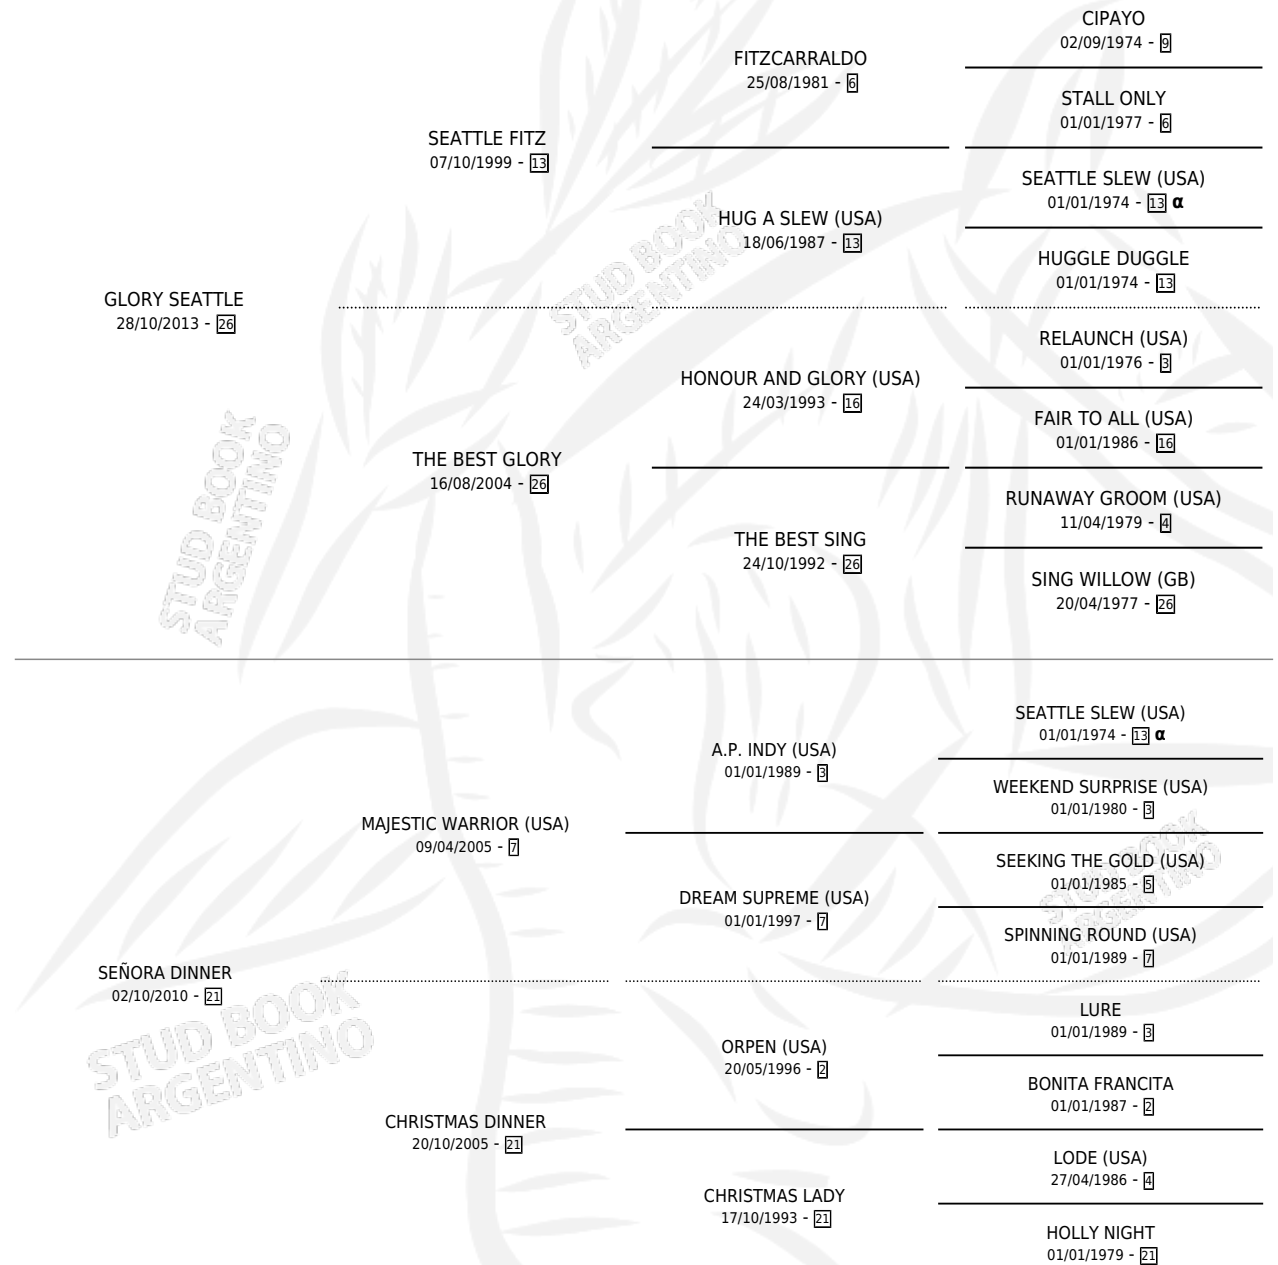 CIPAYO
02/09/1974 - 9
FITZCARRALDO
25/08/1981 - 6
STALL ONLY
01/01/1977 - 6
SEATTLE FITZ
07/10/1999 - 13
SEATTLE SLEW (USA)
01/01/1974 - 13 α
HUG A SLEW (USA)
18/06/1987 - 13
HUGGLE DUGGLE
01/01/1974 - 13
GLORY SEATTLE
28/10/2013 - 26
RELAUNCH (USA)
01/01/1976 - 3
HONOUR AND GLORY (USA)
24/03/1993 - 16
FAIR TO ALL (USA)
01/01/1986 - 16
THE BEST GLORY
16/08/2004 - 26
RUNAWAY GROOM (USA)
11/04/1979 - 4
THE BEST SING
24/10/1992 - 26
SING WILLOW (GB)
20/04/1977 - 26
STUD BOOK
ARGENTINO
STUD BOOK
ARGENTINO
SEATTLE SLEW (USA)
01/01/1974 - 13 α
A.P. INDY (USA)
01/01/1989 - 3
WEEKEND SURPRISE (USA)
01/01/1980 - 3
MAJESTIC WARRIOR (USA)
09/04/2005 - 7
SEEKING THE GOLD (USA)
01/01/1985 - 5
DREAM SUPREME (USA)
01/01/1997 - 7
SPINNING ROUND (USA)
01/01/1989 - 7
SEÑORA DINNER
02/10/2010 - 21
LURE
01/01/1989 - 3
ORPEN (USA)
20/05/1996 - 2
BONITA FRANCITA
01/01/1987 - 2
CHRISTMAS DINNER
20/10/2005 - 21
LODE (USA)
27/04/1986 - 4
CHRISTMAS LADY
17/10/1993 - 21
HOLLY NIGHT
01/01/1979 - 21
STUD BOOK
ARGENTINO
STUD BOOK
ARGENTINO